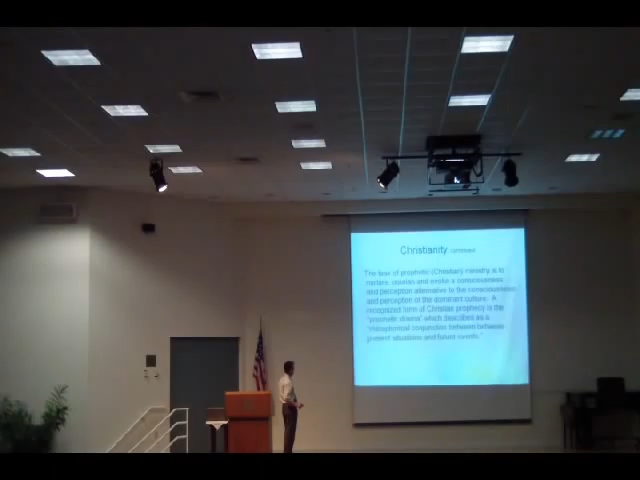 Christianity continued
The task of prophetic (Christian) ministry is to
nurture, nourish and evoke a consciousness
and perception alternative to the consciousness
and perception of the dominant culture. A
recognized form of Christian prophecy is the
"prophetic drama" which describes as a
"metaphorical conjunction between between
present situations and future events."